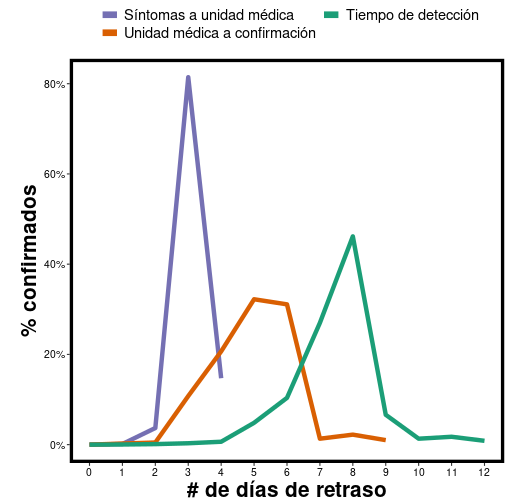 Síntomas a unidad médica
Tiempo de detección
Unidad médica a confirmación
80%
60%
40%
20%
0%
% confirmados
0 1 2 3 4 5 6 7 8 9 10 11 12
# de días de retraso